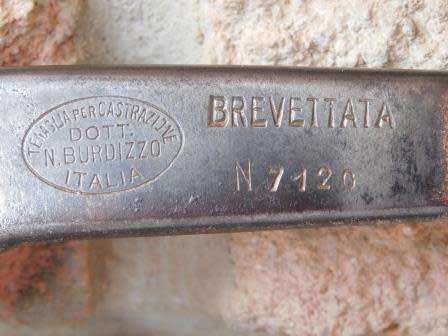 TENAGLIA PER CASTRAZIONE
DOTT.
N. BURDIZZO
ITALIA
BREVETTATA
N 7120